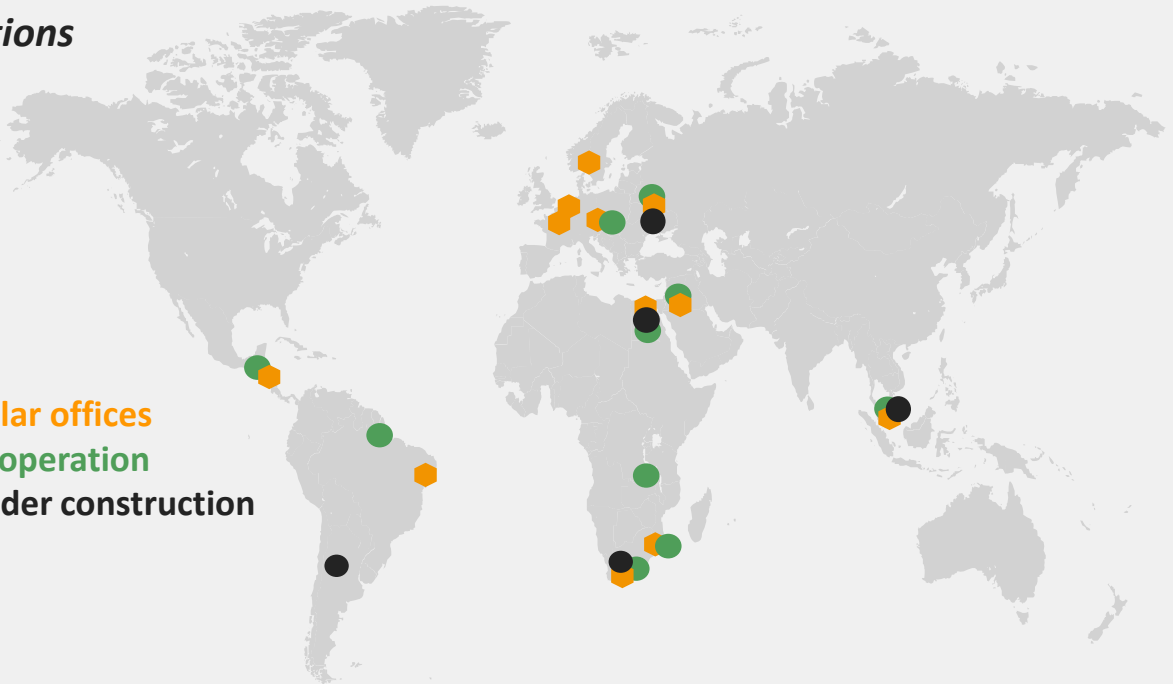 tions
lar offices
operation
der construction